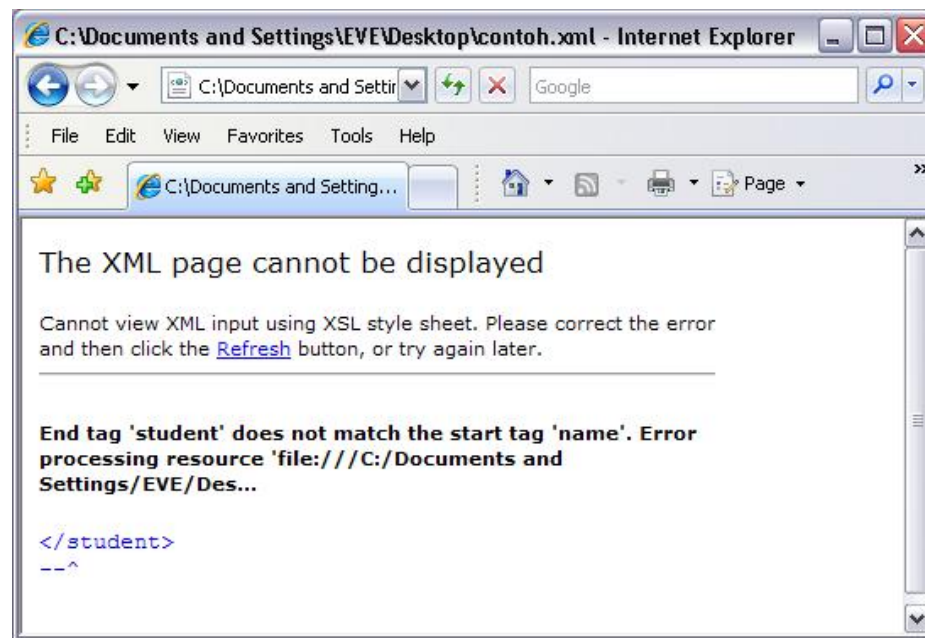 C:\Documents and Settings\EVE\Desktop\contoh.xml - Internet Explorer
C:\Documents and Settin
Google
File Edit View Favorites Tools Help
C:\Documents and Setting...
Page
The XML page cannot be displayed
Cannot view XML input using XSL style sheet. Please correct the error
and then click the Refresh button, or try again later.
End tag 'student' does not match the start tag 'name'. Error
processing resource 'file:///C:/Documents and
Settings/EVE/Des...
</student>
--^